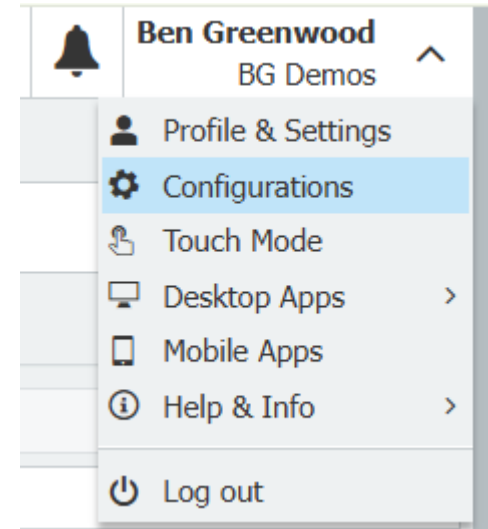 Ben Greenwood
BG Demos
Profile & Settings
Configurations
Touch Mode
Desktop Apps
Mobile Apps
Help & Info
Log out